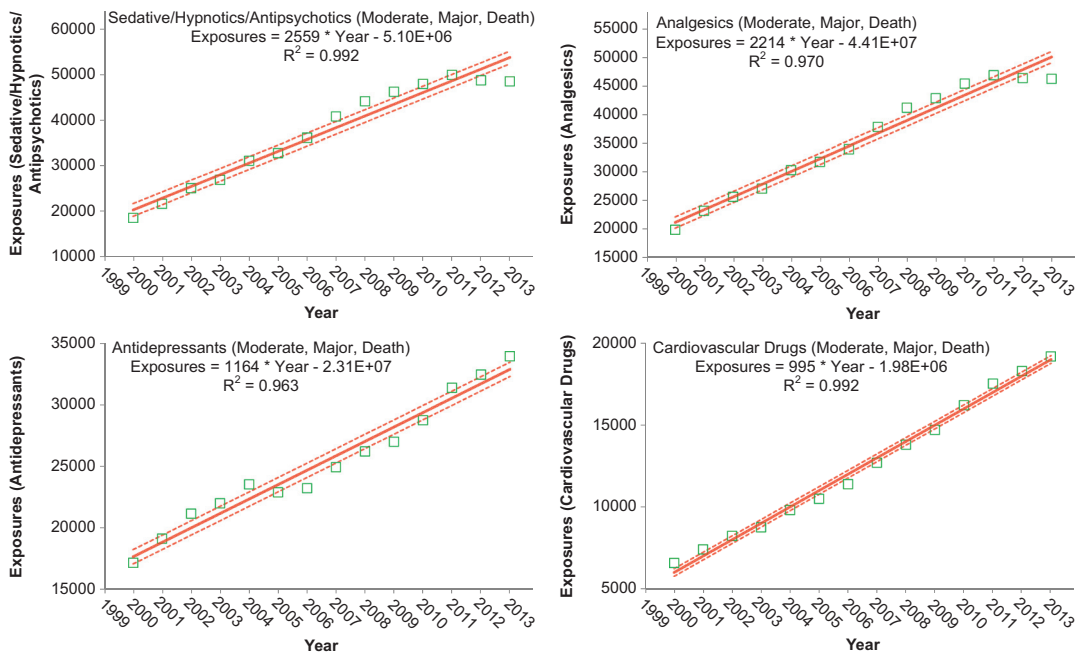 Sedative/Hypnotics/Antipsychotics (Moderate, Major, Death)
Exposures = 2559 * Year - 5.10E+06
R² = 0.992
Exposures (Sedative/Hypnotics/
Antipsychotics)
60000
50000
40000
30000
20000
10000
1999 2000 2001 2002 2003 2004 2005 2006 2007 2008 2009 2010 2011 2012 2013
Year
Analgesics (Moderate, Major, Death)
Exposures = 2214 * Year - 4.41E+07
R² = 0.970
Exposures (Analgesics)
50000
45000
40000
35000
30000
25000
20000
15000
1999 2000 2001 2002 2003 2004 2005 2006 2007 2008 2009 2010 2011 2012 2013
Year
Antidepressants (Moderate, Major, Death)
Exposures = 1164 * Year - 2.31E+07
R² = 0.963
Exposures (Antidepressants)
35000
30000
25000
20000
15000
1999 2000 2001 2002 2003 2004 2005 2006 2007 2008 2009 2010 2011 2012 2013
Year
Cardiovascular Drugs (Moderate, Major, Death)
Exposures = 995 * Year - 1.98E+06
R² = 0.992
Exposures (Cardiovascular Drugs)
20000
15000
10000
5000
1999 2000 2001 2002 2003 2004 2005 2006 2007 2008 2009 2010 2011 2012 2013
Year